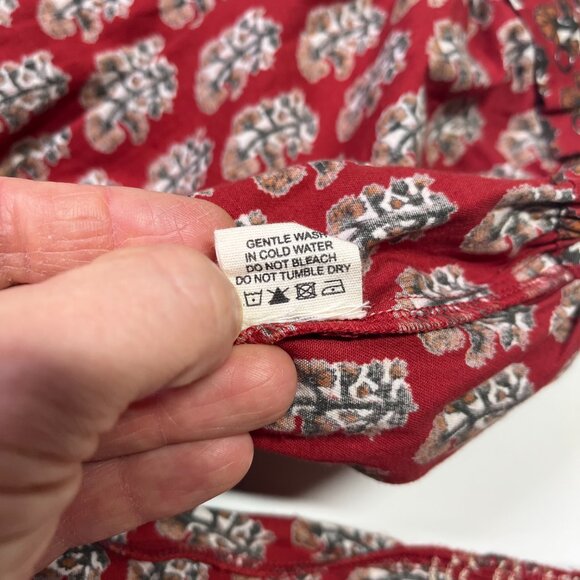 GENTLE WASH
IN COLD WATER
DO NOT BLEACH
DO NOT TUMBLE DRY